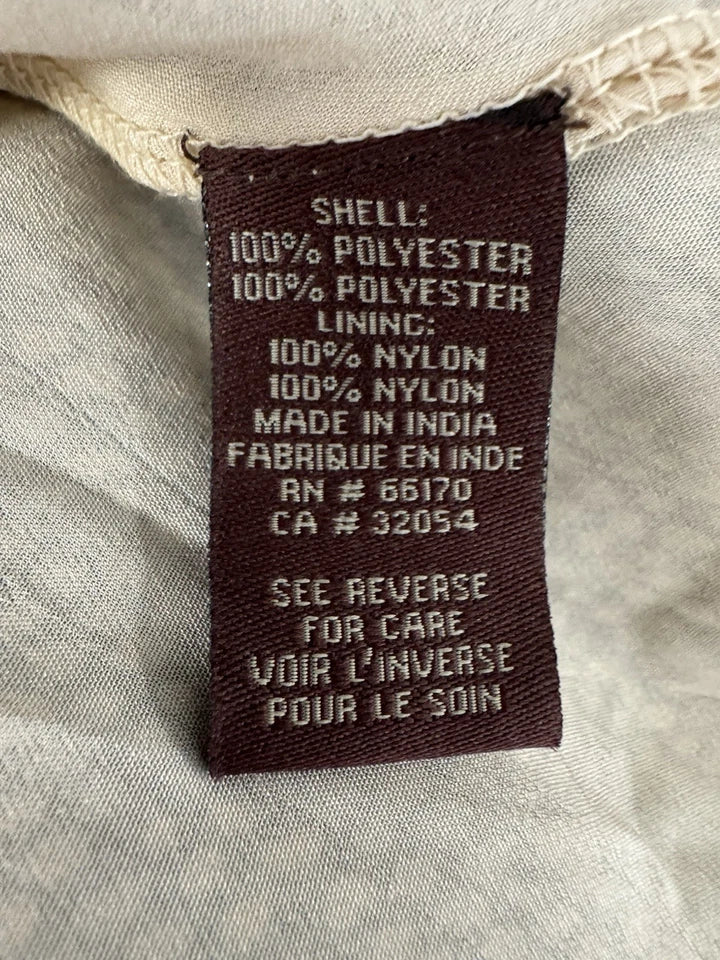 SHELL:
100% POLYESTER
100% POLYESTER
LINING:
100% NYLON
100% NYLON
MADE IN INDIA
FABRIQUE EN INDE
RN # 66170
CA # 32054
SEE REVERSE
FOR CARE
VOIR L'INVERSE
POUR LE SOIN